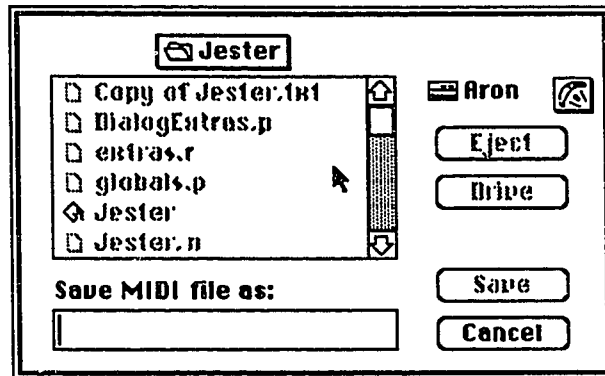 Jester
Copy of Jester.txt
DialogExtras.p
extras.r
globals.p
Jester
Jester.n
Aron
Eject
Drive
Save MIDI file as:
Save
Cancel